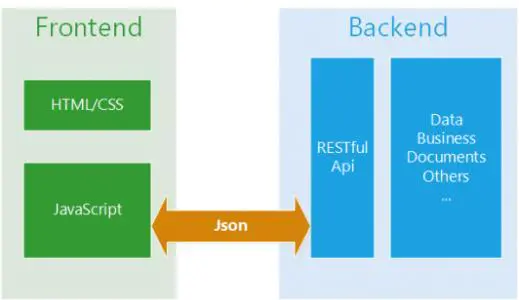 Frontend
HTML/CSS
JavaScript
Json
Backend
RESTful
Api
Data
Business
Documents
Others
...